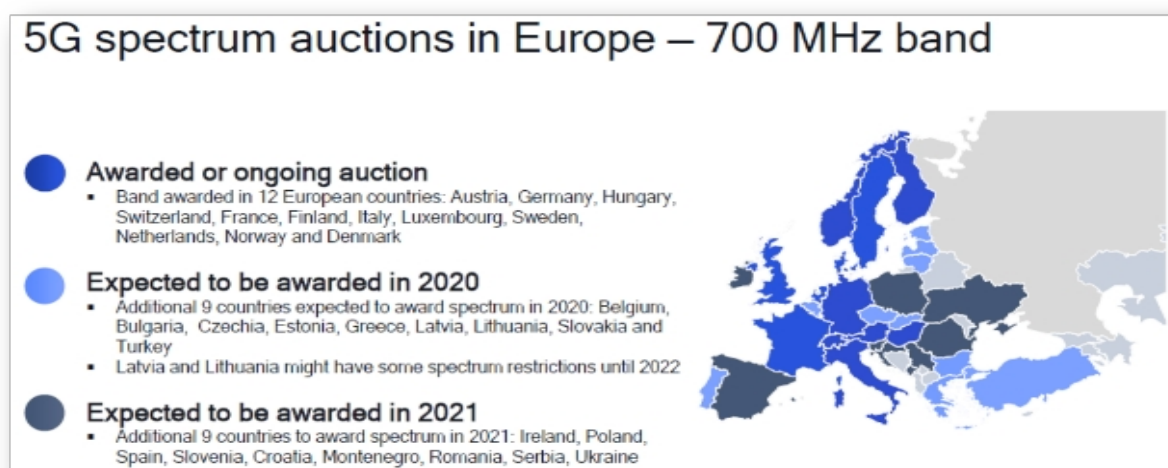 5G spectrum auctions in Europe – 700 MHz band
Awarded or ongoing auction
▪ Band awarded in 12 European countries: Austria, Germany, Hungary,
Switzerland, France, Finland, Italy, Luxembourg, Sweden,
Netherlands, Norway and Denmark
Expected to be awarded in 2020
▪ Additional 9 countries expected to award spectrum in 2020: Belgium,
Bulgaria, Czechia, Estonia, Greece, Latvia, Lithuania, Slovakia and
Turkey
▪ Latvia and Lithuania might have some spectrum restrictions until 2022
Expected to be awarded in 2021
▪ Additional 9 countries to award spectrum in 2021: Ireland, Poland,
Spain, Slovenia, Croatia, Montenegro, Romania, Serbia, Ukraine